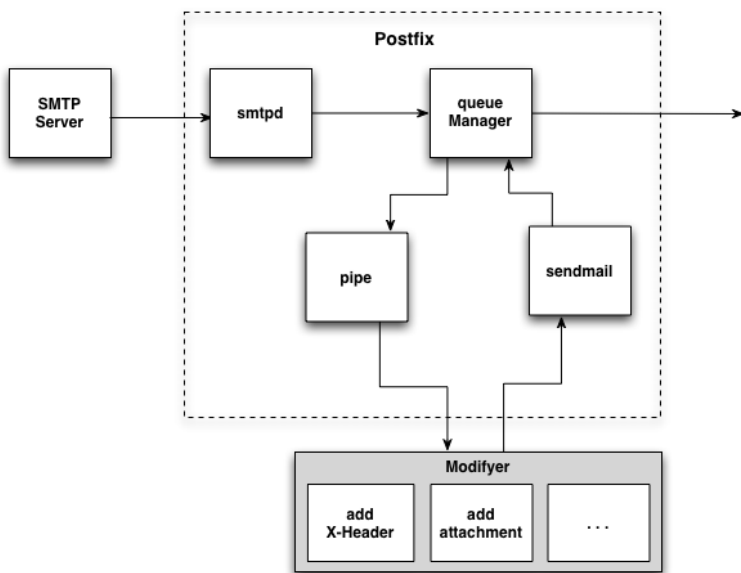 Postfix
SMTP
Server
smtpd
queue
Manager
pipe
sendmail
Modifyer
add
X-Header
add
attachment
...